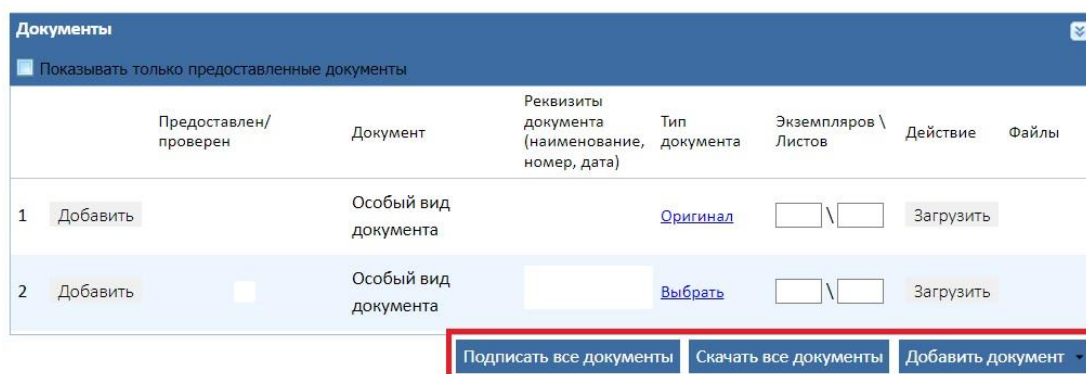 Документы
Показывать только предоставленные документы
Предоставлен/
проверен
Документ
Реквизиты
документа
(наименование,
номер, дата)
Тип
документа
Экземпляров \
Листов
Действие
Файлы
1 Добавить
Особый вид
документа
Оригинал
\
Загрузить
2 Добавить
Особый вид
документа
Выбрать
\
Загрузить
Подписать все документы
Скачать все документы
Добавить документ